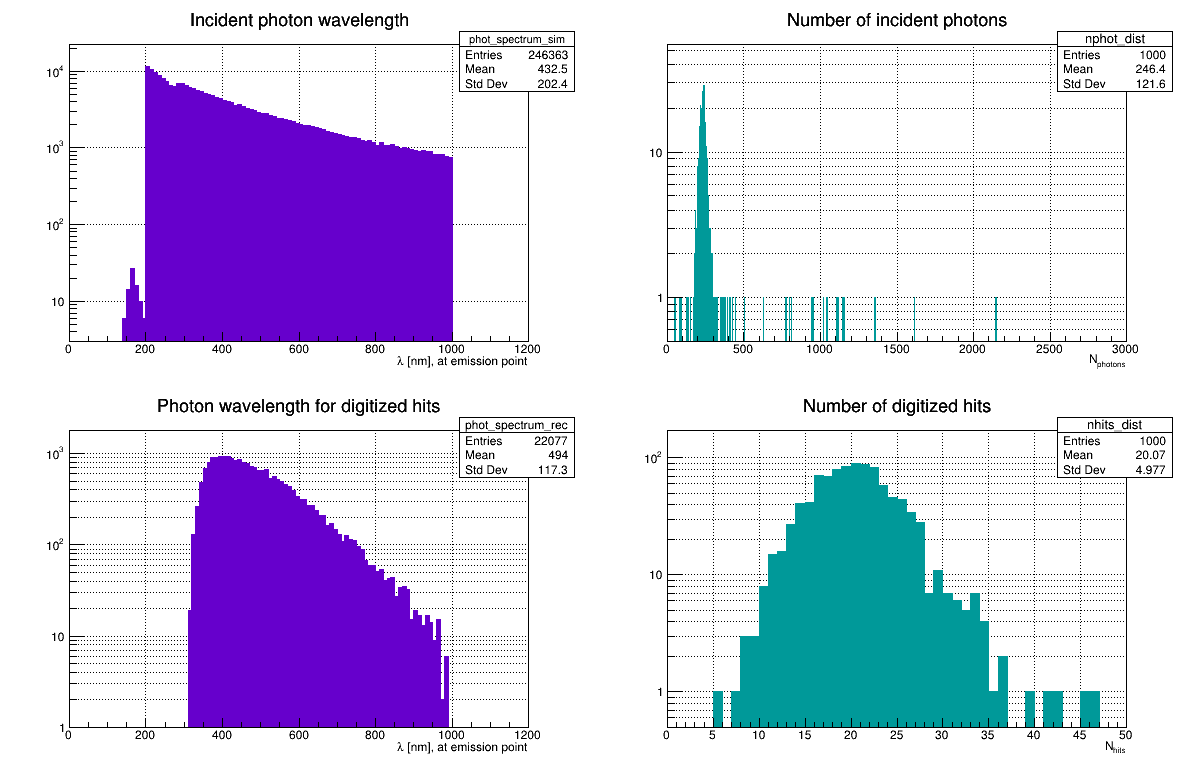 Incident photon wavelength
phot_spectrum_sim
Entries 246363
Mean 432.5
Std Dev 202.4
10^4
10^3
10^2
10
0 200 400 600 800 1000 1200
λ [nm], at emission point
Number of incident photons
nphot_dist
Entries 1000
Mean 246.4
Std Dev 121.6
10
1
0 500 1000 1500 2000 2500 3000
N_photons
Photon wavelength for digitized hits
phot_spectrum_rec
Entries 22077
Mean 494
Std Dev 117.3
10^3
10^2
10
1
0 200 400 600 800 1000 1200
λ [nm], at emission point
Number of digitized hits
nhits_dist
Entries 1000
Mean 20.07
Std Dev 4.977
10^2
10
1
0 5 10 15 20 25 30 35 40 45 50
N_hits